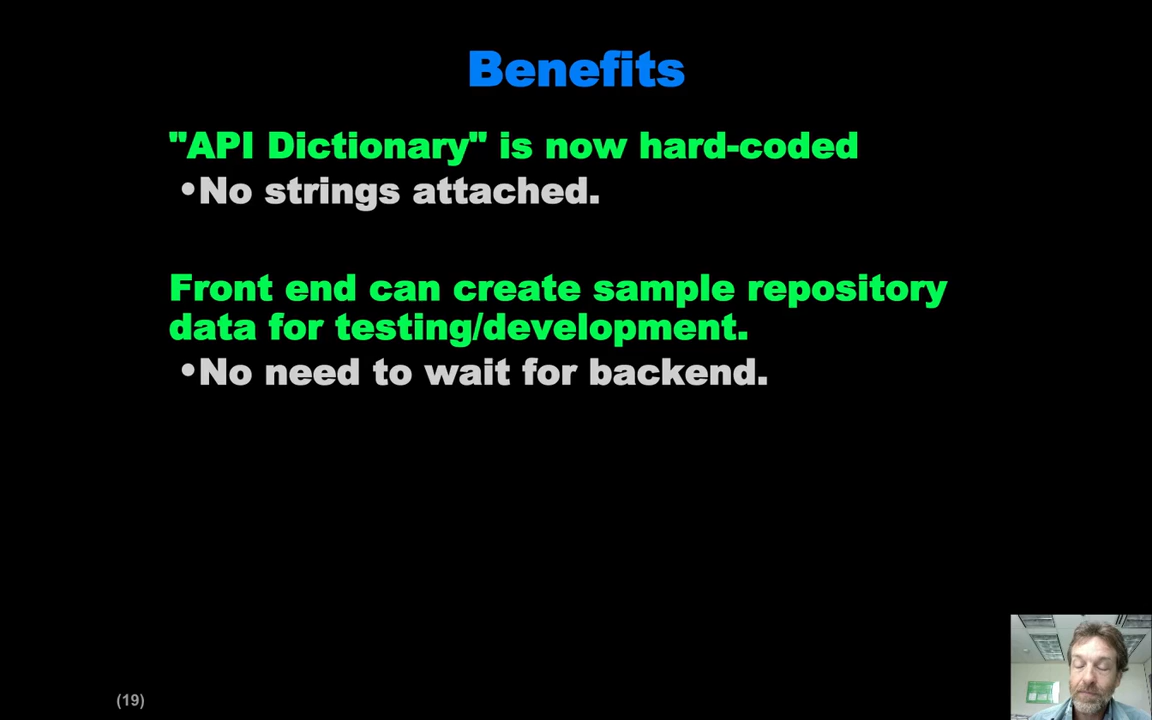 Benefits
"API Dictionary" is now hard-coded
•No strings attached.
Front end can create sample repository
data for testing/development.
•No need to wait for backend.
(19)